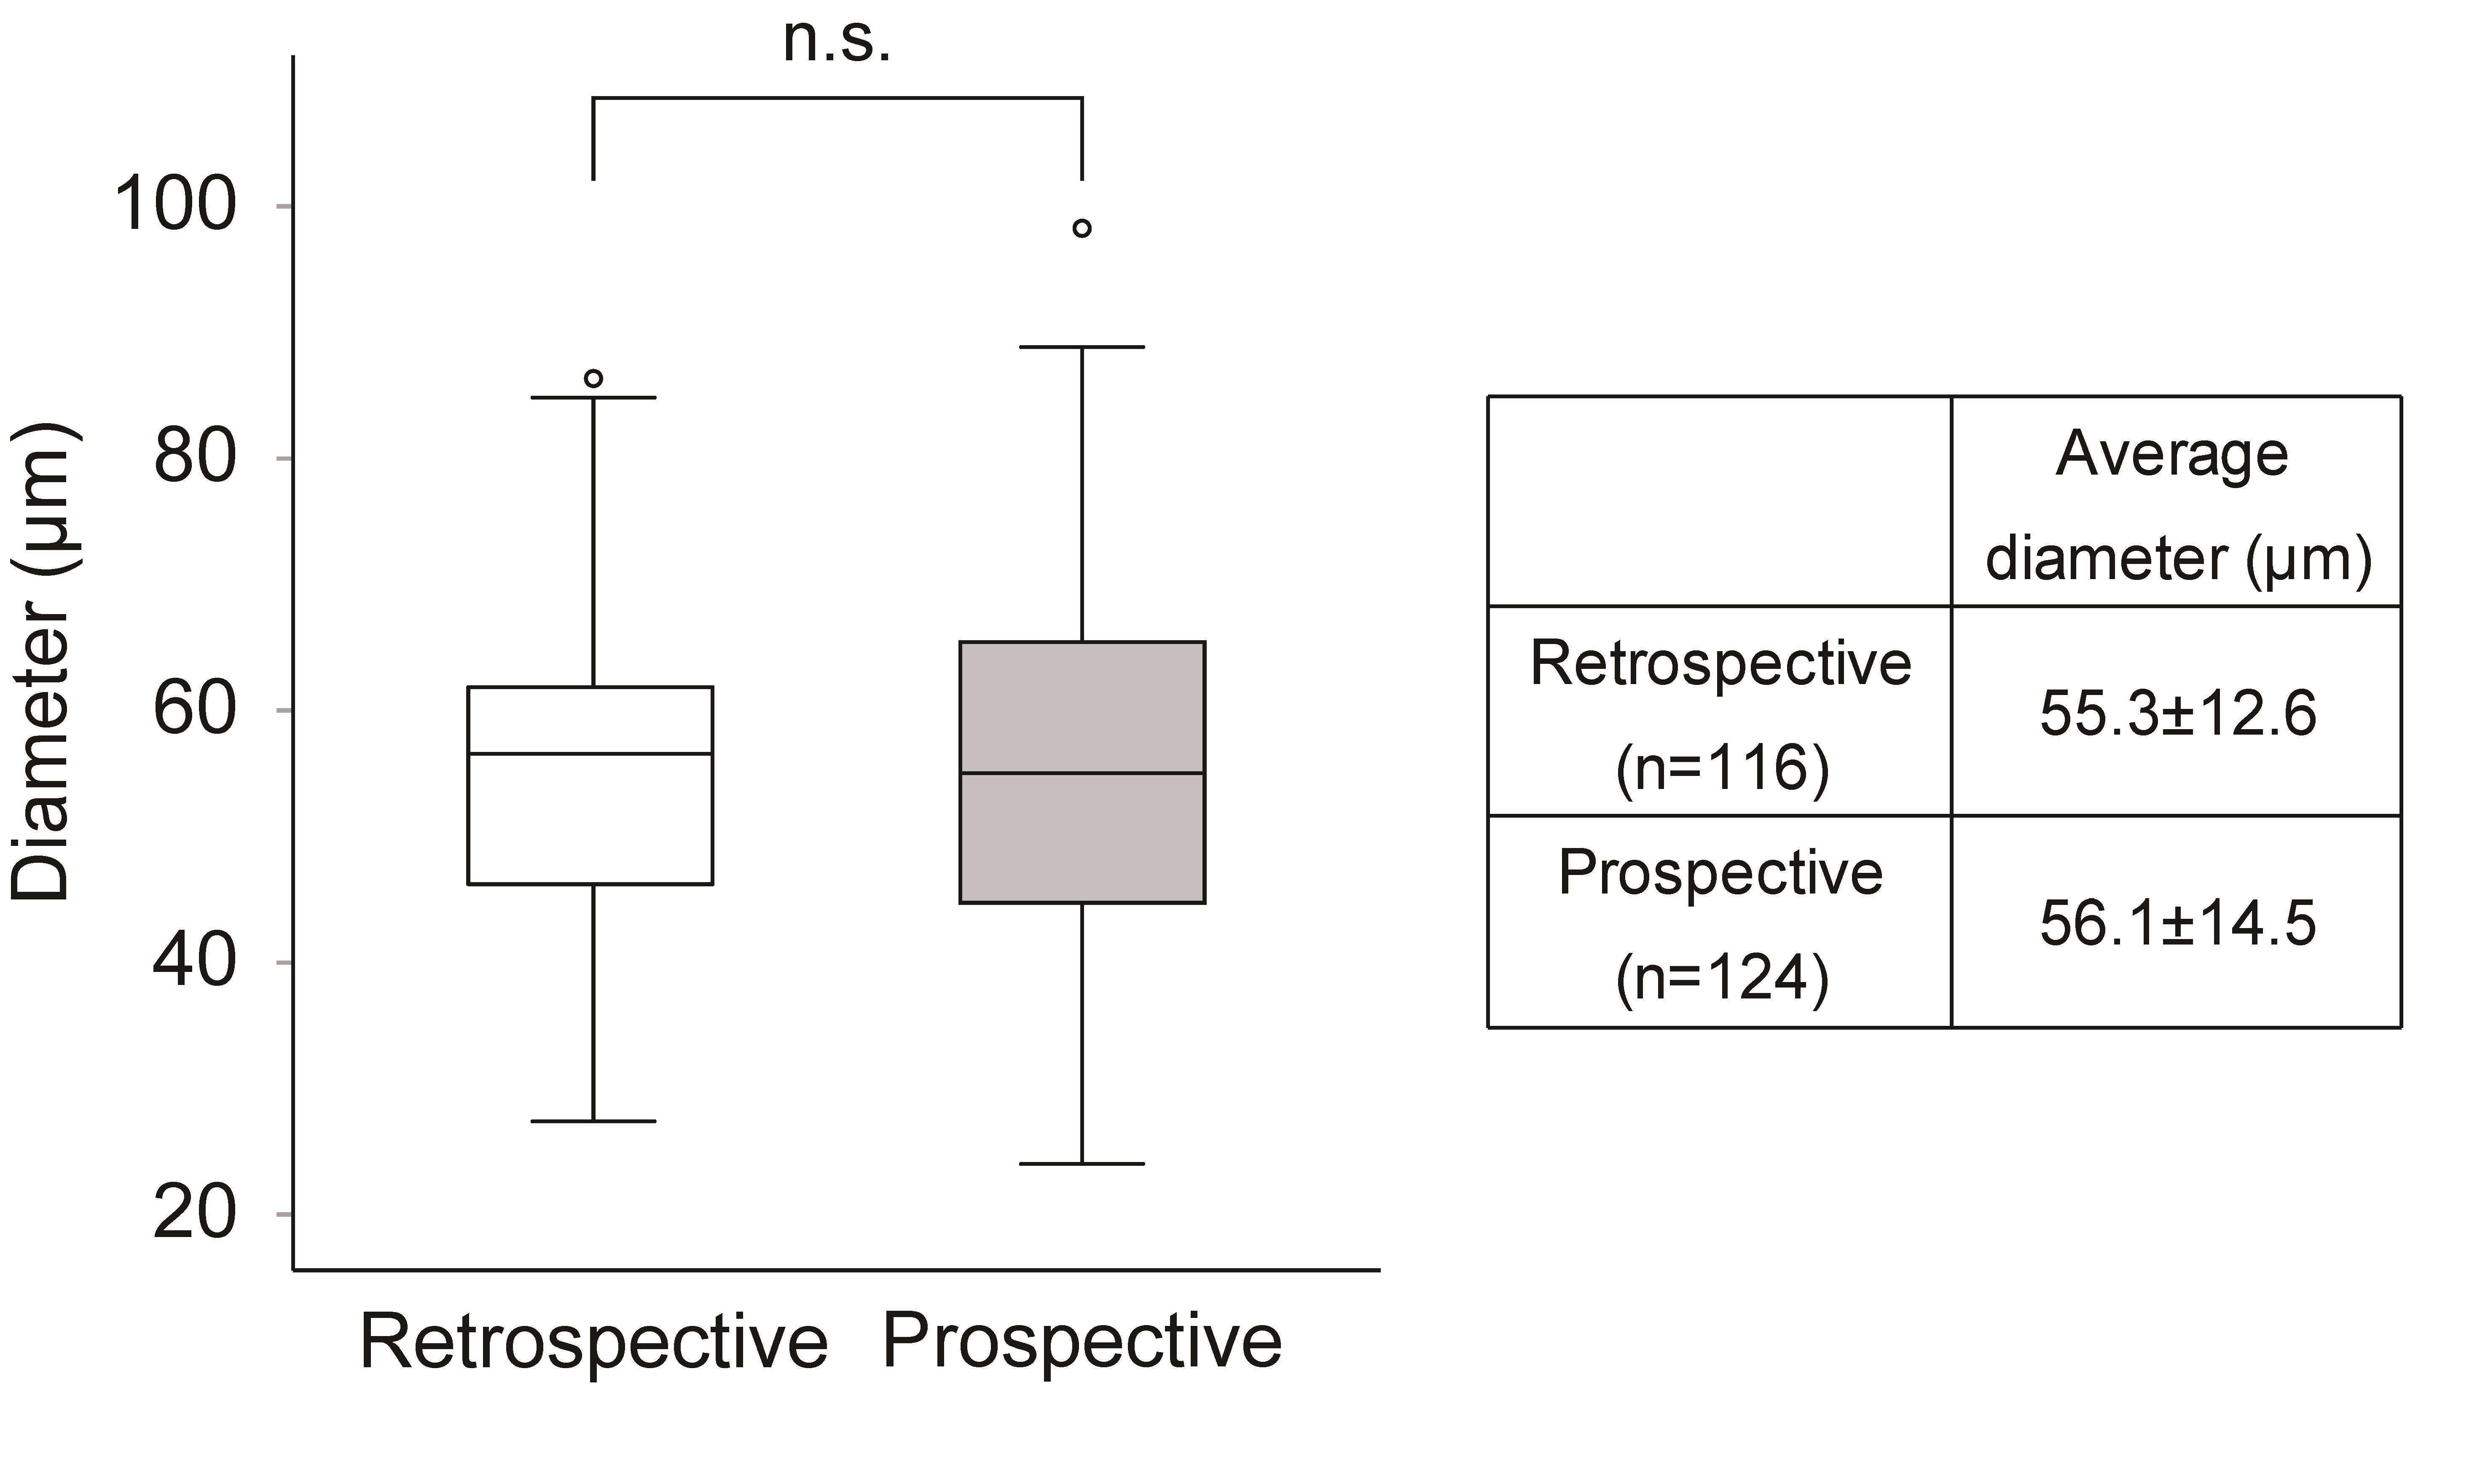 n.s.
Diameter (µm)
100
80
60
40
20
Retrospective
Prospective
Average
diameter (µm)
Retrospective
(n=116)
55.3±12.6
Prospective
(n=124)
56.1±14.5